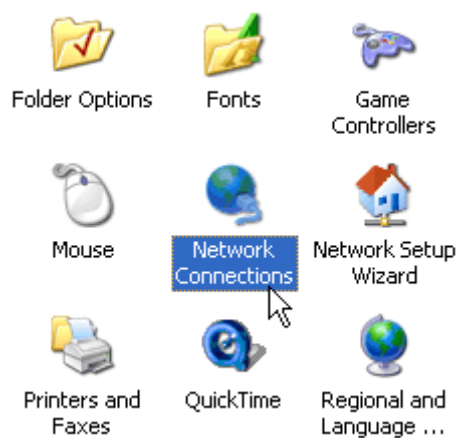 Folder Options
Fonts
Game
Controllers
Mouse
Network
Connections
Network Setup
Wizard
Printers and
Faxes
QuickTime
Regional and
Language ...